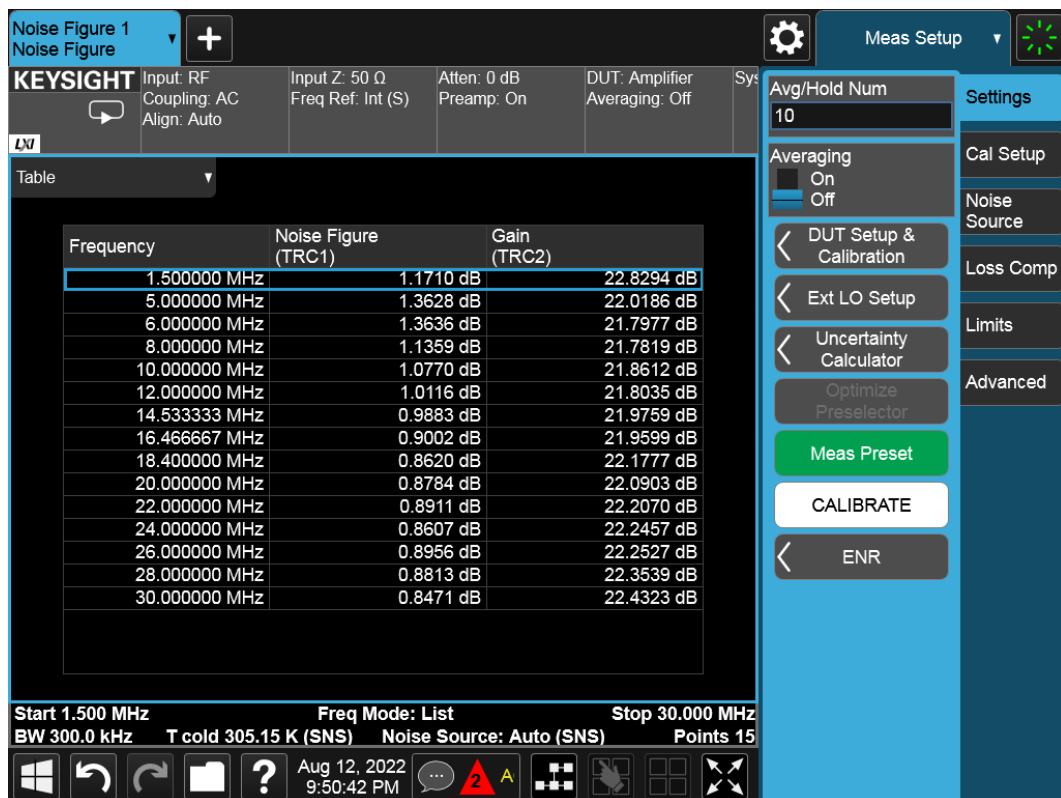 Noise Figure 1
Noise Figure
Meas Setup
KEYSIGHT
LXI
Input: RF
Coupling: AC
Align: Auto
Input Z: 50 Ω
Freq Ref: Int (S)
Atten: 0 dB
Preamp: On
DUT: Amplifier
Averaging: Off
Sys
Table
Frequency Noise Figure (TRC1) Gain (TRC2)
1.500000 MHz 1.1710 dB 22.8294 dB
5.000000 MHz 1.3628 dB 22.0186 dB
6.000000 MHz 1.3636 dB 21.7977 dB
8.000000 MHz 1.1359 dB 21.7819 dB
10.000000 MHz 1.0770 dB 21.8612 dB
12.000000 MHz 1.0116 dB 21.8035 dB
14.533333 MHz 0.9883 dB 21.9759 dB
16.466667 MHz 0.9002 dB 21.9599 dB
18.400000 MHz 0.8620 dB 22.1777 dB
20.000000 MHz 0.8784 dB 22.0903 dB
22.000000 MHz 0.8911 dB 22.2070 dB
24.000000 MHz 0.8607 dB 22.2457 dB
26.000000 MHz 0.8956 dB 22.2527 dB
28.000000 MHz 0.8813 dB 22.3539 dB
30.000000 MHz 0.8471 dB 22.4323 dB
Start 1.500 MHz Freq Mode: List Stop 30.000 MHz
BW 300.0 kHz T cold 305.15 K (SNS) Noise Source: Auto (SNS) Points 15
Aug 12, 2022
9:50:42 PM
2
A
Avg/Hold Num
10
Averaging
On
Off
DUT Setup &
Calibration
Ext LO Setup
Uncertainty
Calculator
Optimize
Preselector
Meas Preset
CALIBRATE
ENR
Settings
Cal Setup
Noise
Source
Loss Comp
Limits
Advanced